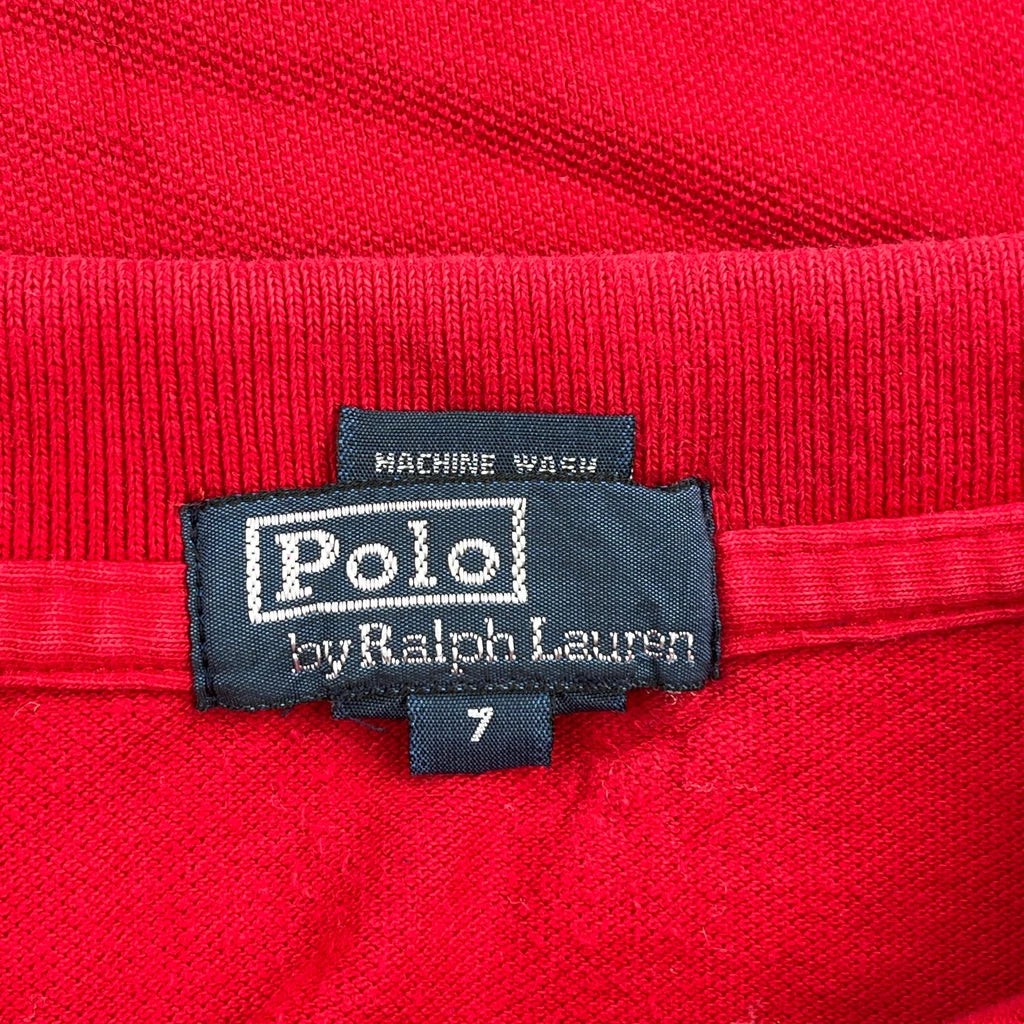 MACHINE WASH
Polo
by Ralph Lauren
7